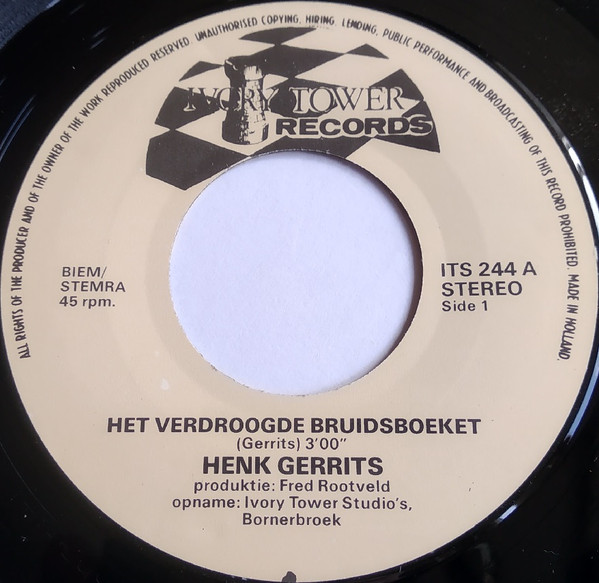 ALL RIGHTS OF THE PRODUCER AND OF THE OWNER OF THE WORK REPRODUCED RESERVED. UNAUTHORISED COPYING, HIRING, LENDING, PUBLIC PERFORMANCE AND BROADCASTING OF THIS RECORD PROHIBITED. MADE IN HOLLAND.
IVORY TOWER
RECORDS
BIEM/
STEMRA
45 rpm.
ITS 244 A
STEREO
Side 1
HET VERDROOGDE BRUIDSBOEKET
(Gerrits) 3'00"
HENK GERRITS
produktie: Fred Rootveld
opname: Ivory Tower Studio's,
Bornerbroek